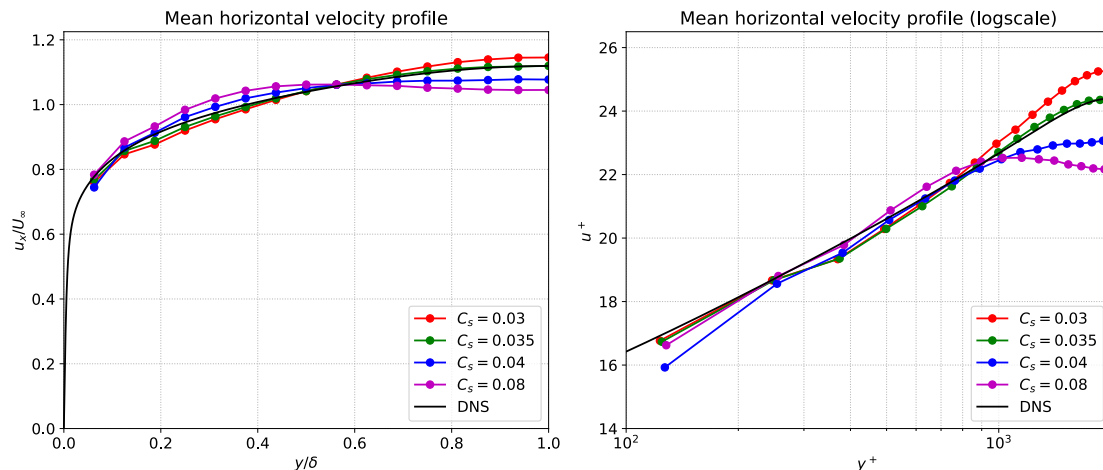 Mean horizontal velocity profile
1.2
1.0
0.8
0.6
0.4
0.2
0.0
u_x/U_∞
0.0 0.2 0.4 0.6 0.8 1.0
y/δ
C_s = 0.03
C_s = 0.035
C_s = 0.04
C_s = 0.08
DNS
Mean horizontal velocity profile (logscale)
26
24
22
20
18
16
14
u^+
10^2 10^3
y^+
C_s = 0.03
C_s = 0.035
C_s = 0.04
C_s = 0.08
DNS